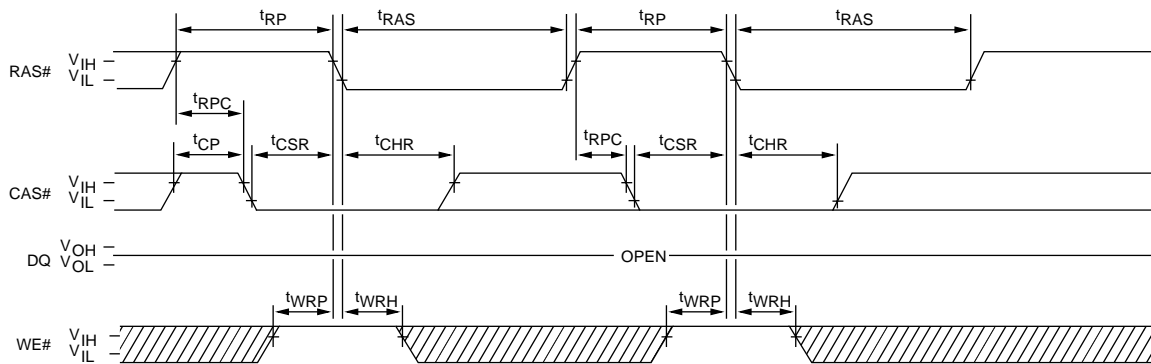 tRP tRAS tRP tRAS
RAS# VIH
VIL
tRPC
tCP tCSR tCHR tRPC tCSR tCHR
CAS# VIH
VIL
DQ VOH
VOL OPEN
tWRP tWRH tWRP tWRH
WE# VIH
VIL